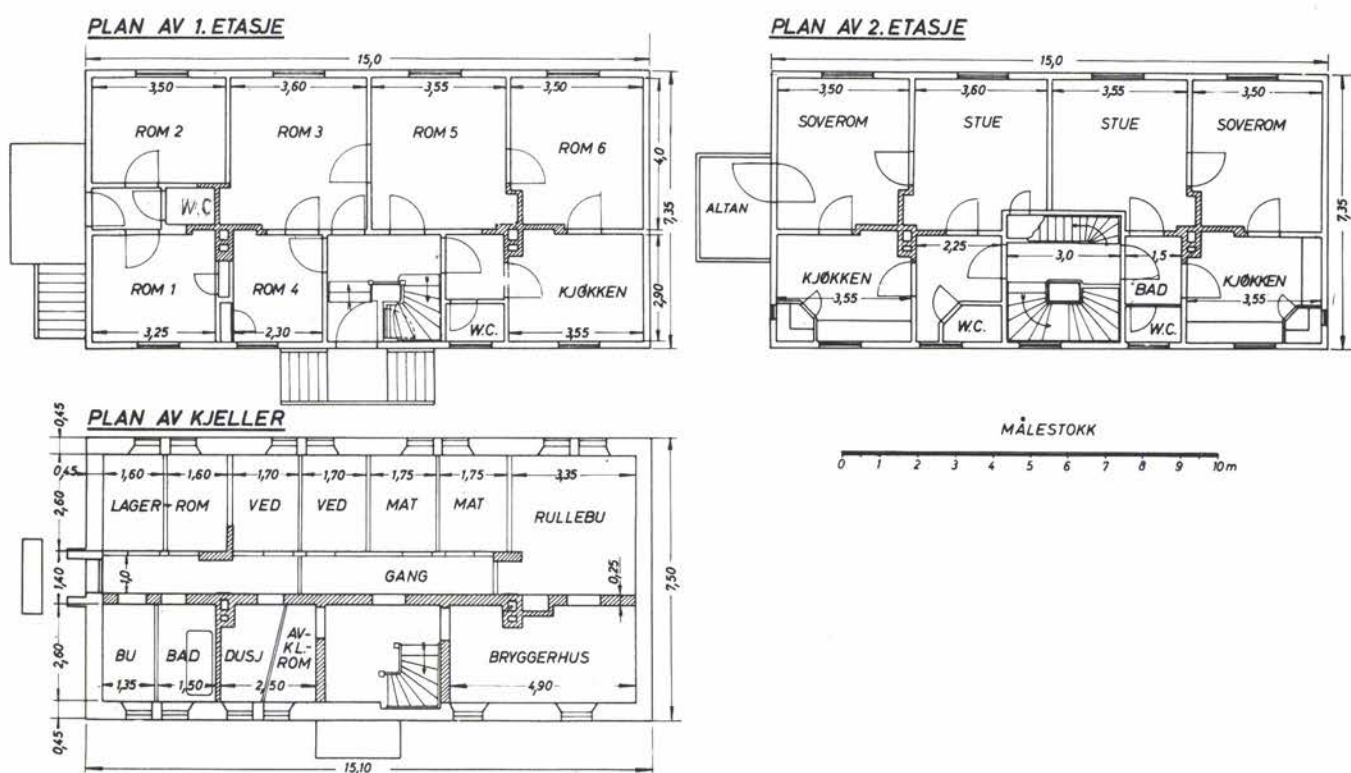 PLAN AV 1. ETASJE
15,0
3,50 3,60 3,55 3,50
ROM 2 ROM 3 ROM 5 ROM 6
4,0
7,35
W.C
ROM 1 ROM 4 KJØKKEN
2,90
3,25 2,30 W.C. 3,55
PLAN AV 2. ETASJE
15,0
3,50 3,60 3,55 3,50
SOVEROM STUE STUE SOVEROM
7,35
ALTAN
2,25 3,0 1,5
KJØKKEN BAD KJØKKEN
3,55 3,55
W.C. W.C.
PLAN AV KJELLER
0,45
0,45 1,60 1,60 1,70 1,70 1,75 1,75 3,35
2,60
LAGER-ROM VED VED MAT MAT RULLEBU
1,40 1,0 GANG 0,25
7,50
BU BAD DUSJ AV-
KL.-
ROM
BRYGGERHUS
2,60
1,35 1,50 2,50 4,90
0,45
15,10
MÅLESTOKK
0 1 2 3 4 5 6 7 8 9 10 m